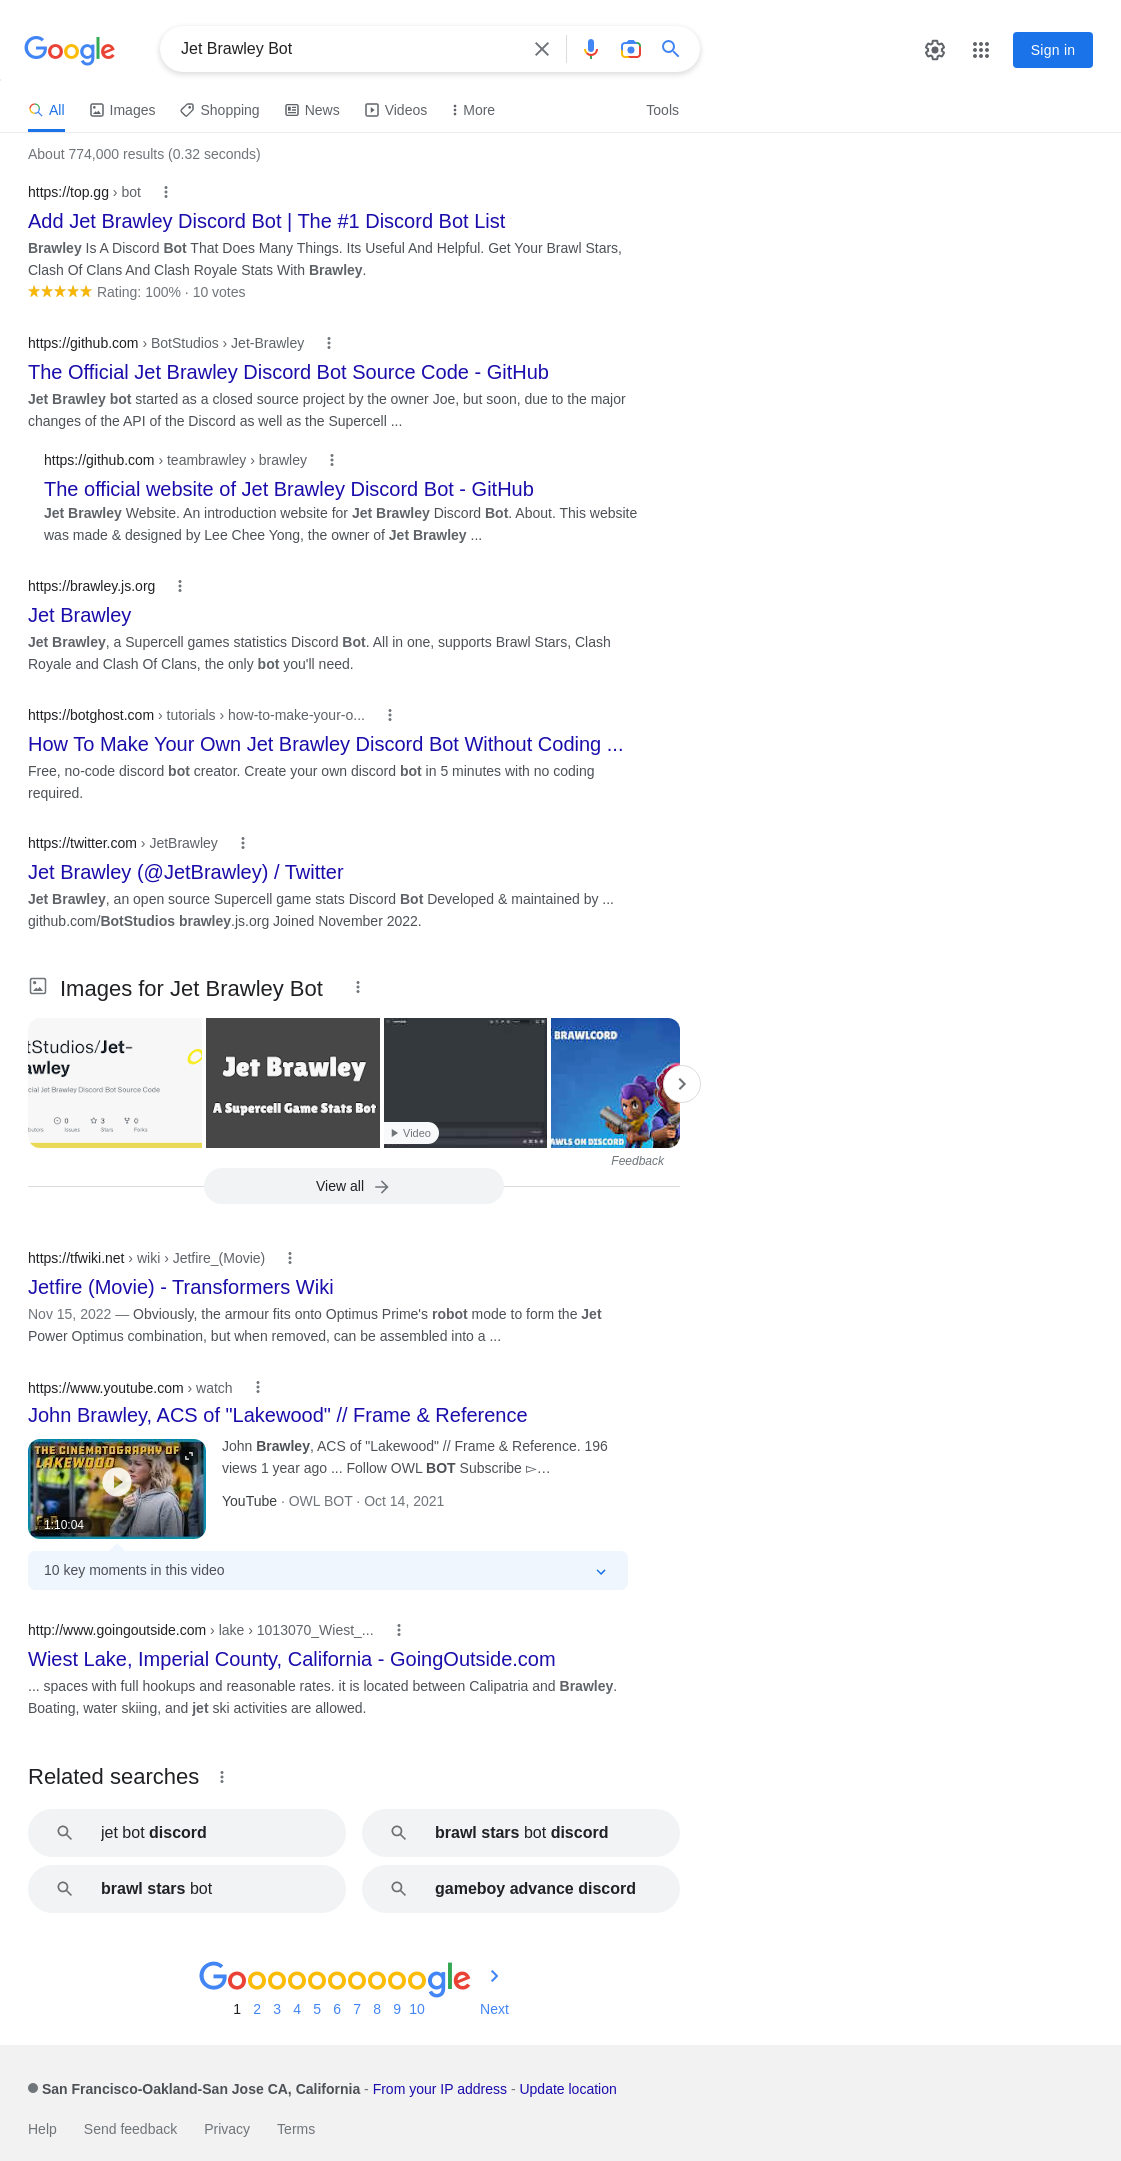 Google
Jet Brawley Bot
Sign in
All
Images
Shopping
News
Videos
More
Tools
About 774,000 results (0.32 seconds)
https://top.gg › bot
Add Jet Brawley Discord Bot | The #1 Discord Bot List
Brawley Is A Discord Bot That Does Many Things. Its Useful And Helpful. Get Your Brawl Stars,
Clash Of Clans And Clash Royale Stats With Brawley.
Rating: 100% · 10 votes
https://github.com › BotStudios › Jet-Brawley
The Official Jet Brawley Discord Bot Source Code - GitHub
Jet Brawley bot started as a closed source project by the owner Joe, but soon, due to the major
changes of the API of the Discord as well as the Supercell ...
https://github.com › teambrawley › brawley
The official website of Jet Brawley Discord Bot - GitHub
Jet Brawley Website. An introduction website for Jet Brawley Discord Bot. About. This website
was made & designed by Lee Chee Yong, the owner of Jet Brawley ...
https://brawley.js.org
Jet Brawley
Jet Brawley, a Supercell games statistics Discord Bot. All in one, supports Brawl Stars, Clash
Royale and Clash Of Clans, the only bot you'll need.
https://botghost.com › tutorials › how-to-make-your-o...
How To Make Your Own Jet Brawley Discord Bot Without Coding ...
Free, no-code discord bot creator. Create your own discord bot in 5 minutes with no coding
required.
https://twitter.com › JetBrawley
Jet Brawley (@JetBrawley) / Twitter
Jet Brawley, an open source Supercell game stats Discord Bot Developed & maintained by ...
github.com/BotStudios brawley.js.org Joined November 2022.
Images for Jet Brawley Bot
tStudios/Jet-
awley
cial Jet Brawley Discord Bot Source Code
0
3
0
Issues
Stars
Forks
Jet Brawley
A Supercell Game Stats Bot
Video
BRAWLCORD
AWLS ON DISCORD
Feedback
View all
https://tfwiki.net › wiki › Jetfire_(Movie)
Jetfire (Movie) - Transformers Wiki
Nov 15, 2022 — Obviously, the armour fits onto Optimus Prime's robot mode to form the Jet
Power Optimus combination, but when removed, can be assembled into a ...
https://www.youtube.com › watch
John Brawley, ACS of "Lakewood" // Frame & Reference
THE CINEMATOGRAPHY OF
LAKEWOOD
1:10:04
John Brawley, ACS of "Lakewood" // Frame & Reference. 196
views 1 year ago ... Follow OWL BOT Subscribe ▻…
YouTube · OWL BOT · Oct 14, 2021
10 key moments in this video
http://www.goingoutside.com › lake › 1013070_Wiest_...
Wiest Lake, Imperial County, California - GoingOutside.com
... spaces with full hookups and reasonable rates. it is located between Calipatria and Brawley.
Boating, water skiing, and jet ski activities are allowed.
Related searches
jet bot discord
brawl stars bot discord
brawl stars bot
gameboy advance discord
Goooooooooogle
1 2 3 4 5 6 7 8 9 10 Next
San Francisco-Oakland-San Jose CA, California - From your IP address - Update location
Help
Send feedback
Privacy
Terms